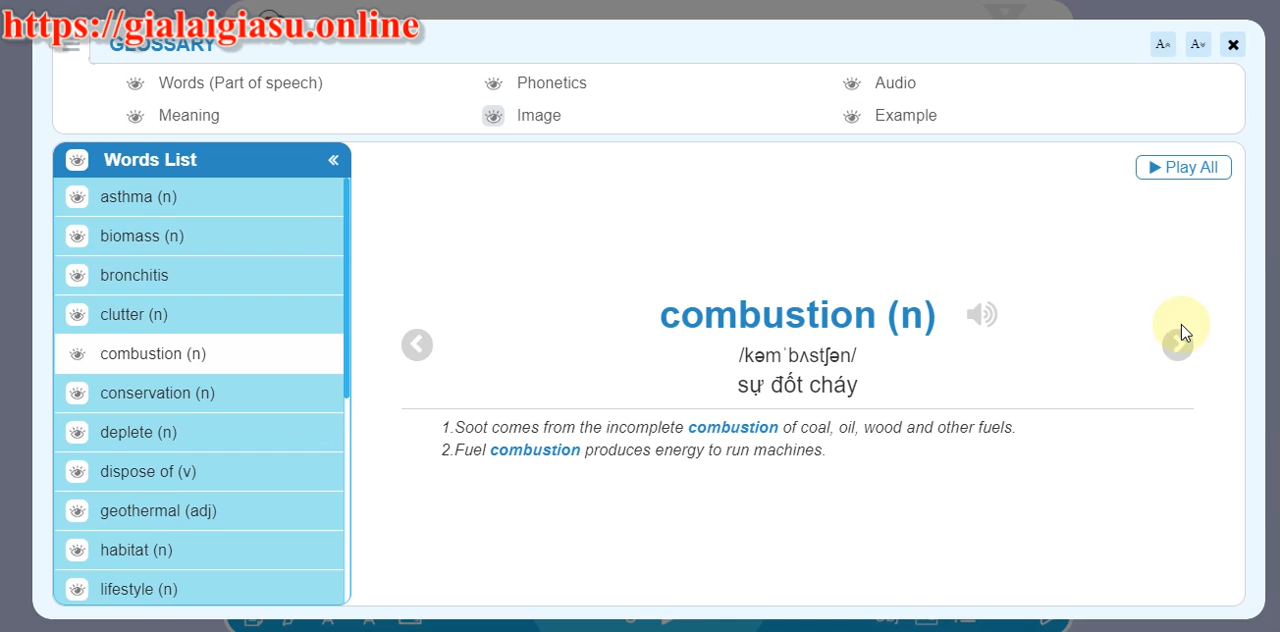 https://gialaigiasu.online
GLOSSARY
A A
Words (Part of speech) Phonetics Audio
Meaning Image Example
Words List
Play All
asthma (n)
biomass (n)
bronchitis
clutter (n)
combustion (n)
conservation (n)
deplete (n)
dispose of (v)
geothermal (adj)
habitat (n)
lifestyle (n)
combustion (n)
/kəmˈbʌstʃən/
sự đốt cháy
1.Soot comes from the incomplete combustion of coal, oil, wood and other fuels.
2.Fuel combustion produces energy to run machines.